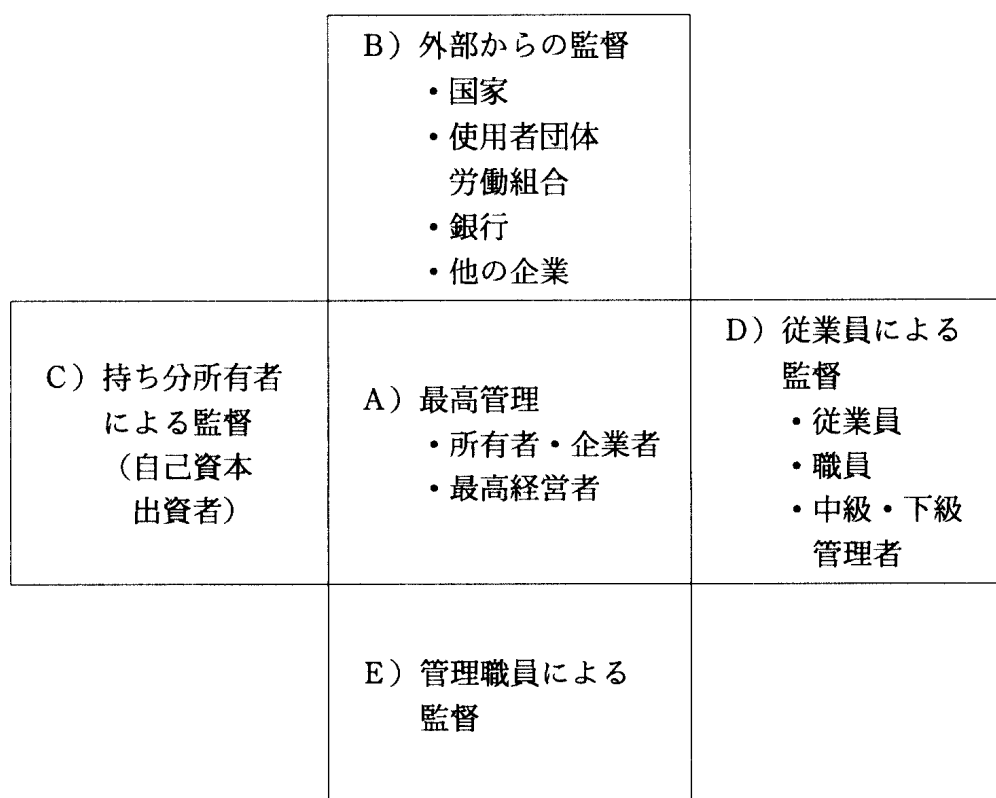 B）外部からの監督
・国家
・使用者団体
労働組合
・銀行
・他の企業
C）持ち分所有者
による監督
（自己資本
出資者）
A）最高管理
・所有者・企業者
・最高経営者
D）従業員による
監督
・従業員
・職員
・中級・下級
管理者
E）管理職員による
監督